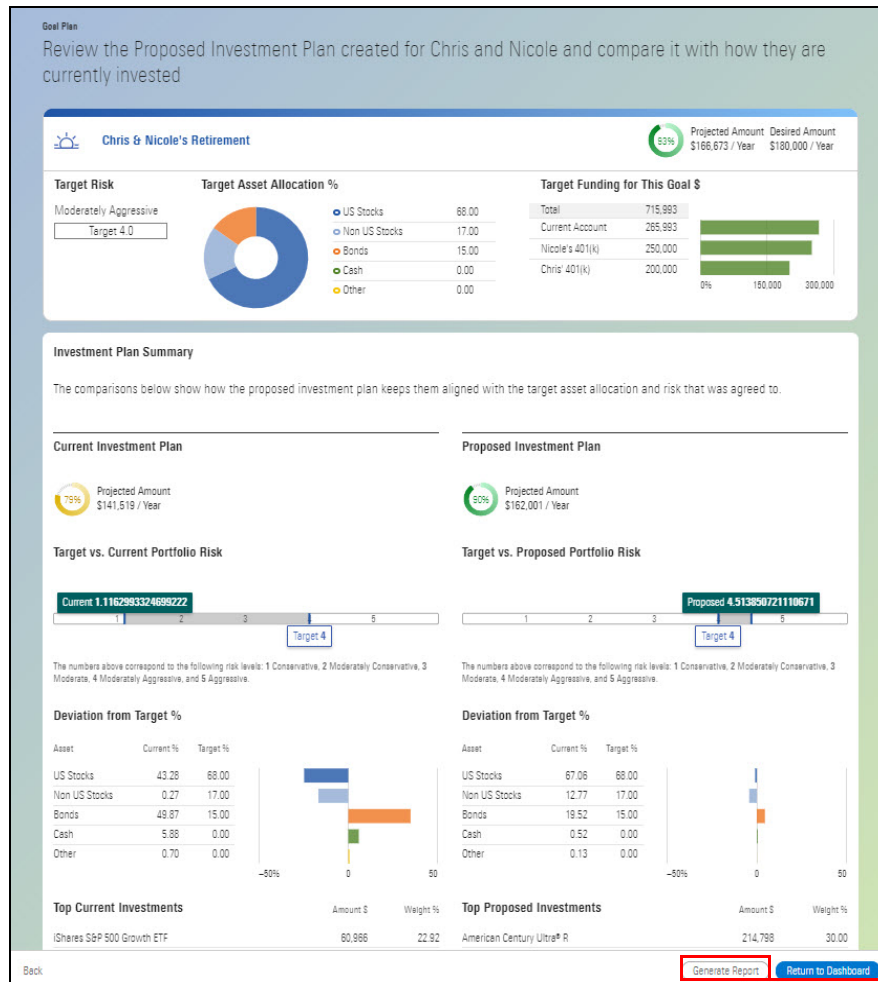 Goal Plan
Review the Proposed Investment Plan created for Chris and Nicole and compare it with how they are
currently invested
Chris & Nicole's Retirement
93%
Projected Amount Desired Amount
$166,673 / Year $180,000 / Year
Target Risk
Moderately Aggressive
Target 4.0
Target Asset Allocation %
US Stocks 68.00
Non US Stocks 17.00
Bonds 15.00
Cash 0.00
Other 0.00
Target Funding for This Goal $
Total 715,993
Current Account 265,993
Nicole's 401(k) 250,000
Chris' 401(k) 200,000
0% 150,000 300,000
Investment Plan Summary
The comparisons below show how the proposed investment plan keeps them aligned with the target asset allocation and risk that was agreed to.
Current Investment Plan
79%
Projected Amount
$141,519 / Year
Target vs. Current Portfolio Risk
Current 1.1162993324699222
1 2 3 5
Target 4
The numbers above correspond to the following risk levels: 1 Conservative, 2 Moderately Conservative, 3
Moderate, 4 Moderately Aggressive, and 5 Aggressive.
Deviation from Target %
Asset Current % Target %
US Stocks 43.28 68.00
Non US Stocks 0.27 17.00
Bonds 49.87 15.00
Cash 5.88 0.00
Other 0.70 0.00
-50% 0 50
Top Current Investments Amount $ Weight %
iShares S&P 500 Growth ETF 60,966 22.92
Proposed Investment Plan
90%
Projected Amount
$162,001 / Year
Target vs. Proposed Portfolio Risk
Proposed 4.513850721110671
1 2 3 5
Target 4
The numbers above correspond to the following risk levels: 1 Conservative, 2 Moderately Conservative, 3
Moderate, 4 Moderately Aggressive, and 5 Aggressive.
Deviation from Target %
Asset Current % Target %
US Stocks 67.06 68.00
Non US Stocks 12.77 17.00
Bonds 19.52 15.00
Cash 0.52 0.00
Other 0.13 0.00
-50% 0 50
Top Proposed Investments Amount $ Weight %
American Century Ultra® R 214,798 30.00
Back
Generate Report
Return to Dashboard